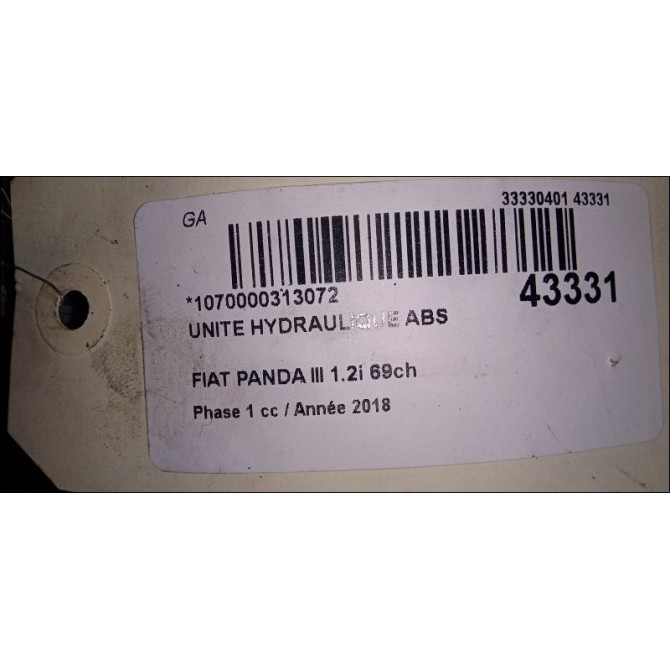 GA
33330401 43331
*1070000313072
43331
UNITE HYDRAULIQUE ABS
FIAT PANDA III 1.2i 69ch
Phase 1 cc / Année 2018